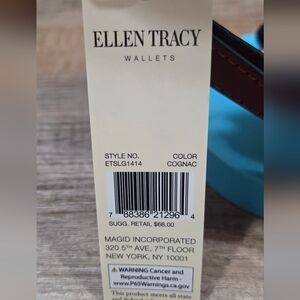 ELLEN TRACY
WALLETS
STYLE NO. COLOR
ETSLG1414 COGNAC
7 88386 21296 4
SUGG. RETAIL $68.00
MAGID INCORPORATED
320 5TH AVE, 7TH FLOOR
NEW YORK, NY 10001
⚠ WARNING Cancer and
Reproductive Harm -
www.P65Warnings.ca.gov
This product meets all state